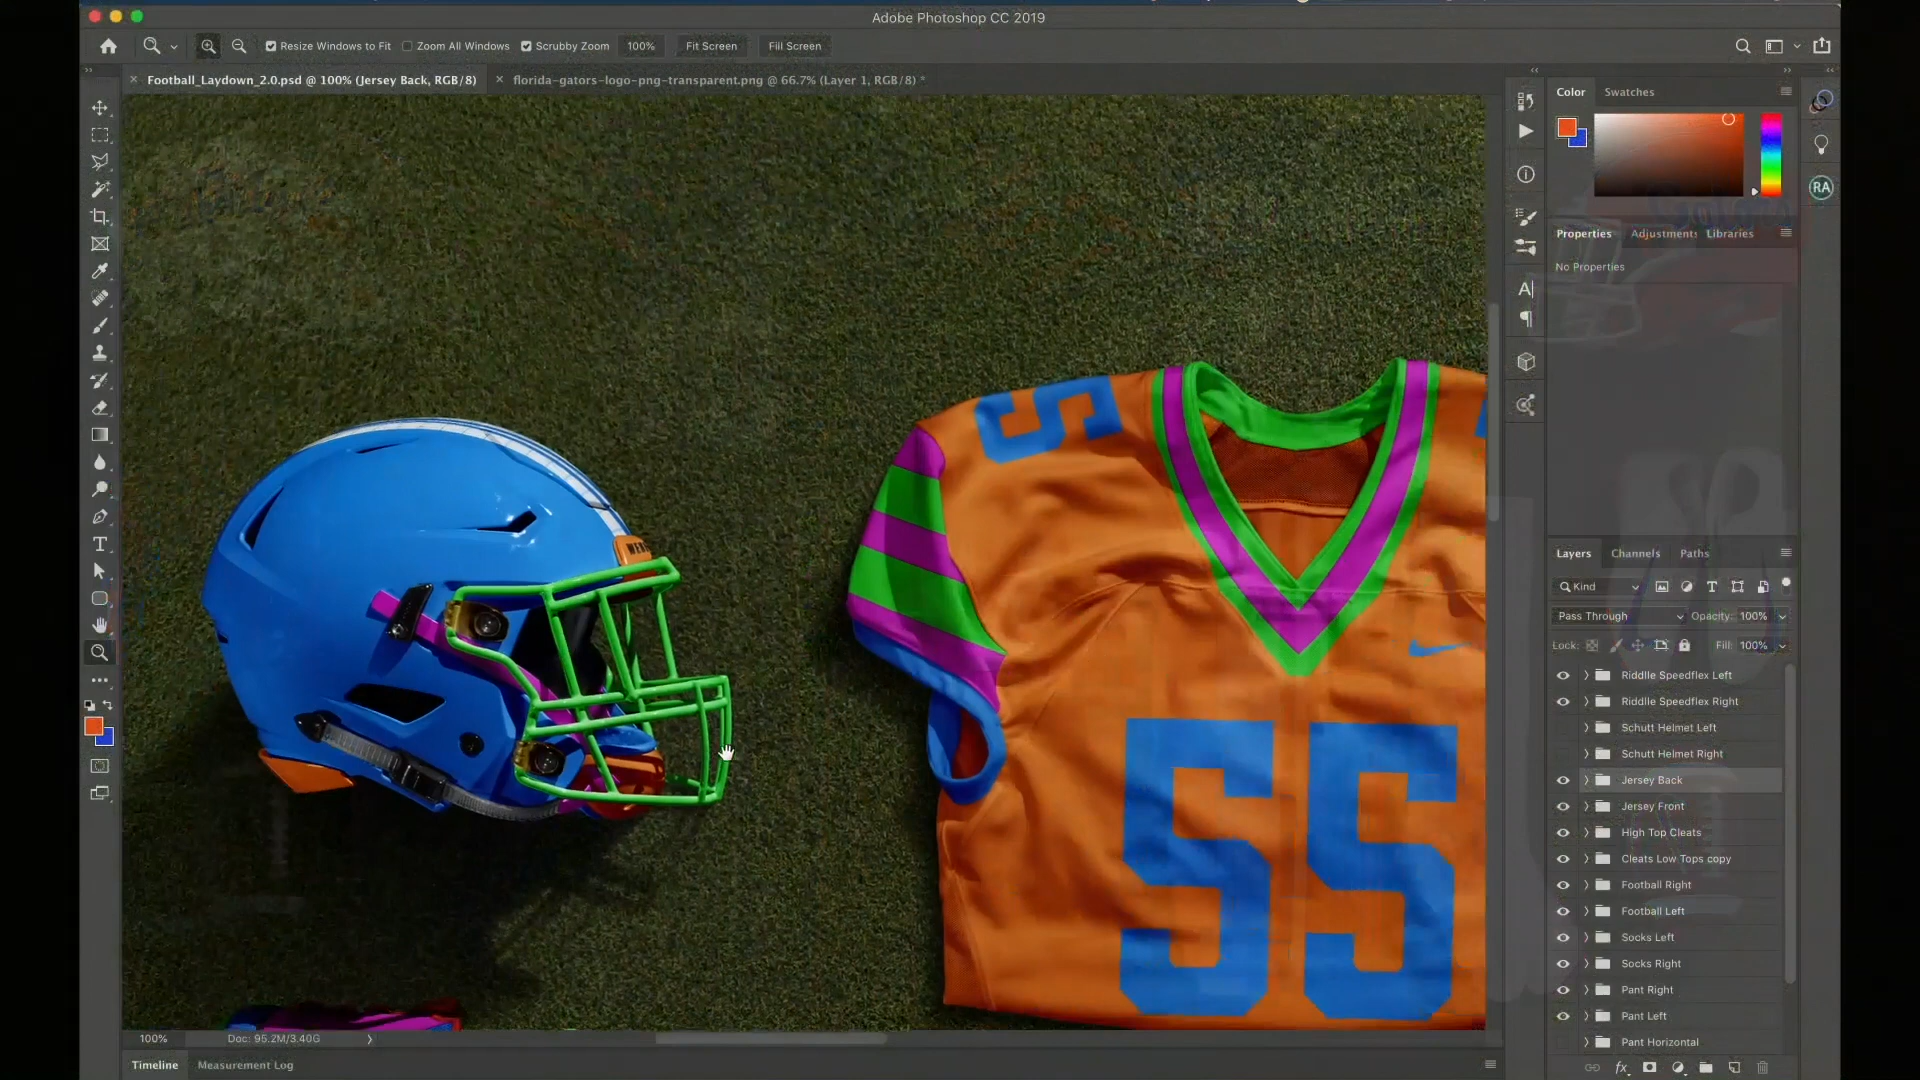 Adobe Photoshop CC 2019
Resize Windows to Fit
Zoom All Windows
Scrubby Zoom
100%
Fit Screen
Fill Screen
Football_Laydown_2.0.psd @ 100% (Jersey Back, RGB/8)
florida-gators-logo-png-transparent.png @ 66.7% (Layer 1, RGB/8) *
Color
Swatches
RA
Properties
Adjustments
Libraries
No Properties
5
55
Layers
Channels
Paths
Kind
Pass Through
Opacity: 100%
Lock:
Fill: 100%
Riddlle Speedflex Left
Riddlle Speedflex Right
Schutt Helmet Left
Schutt Helmet Right
Jersey Back
Jersey Front
High Top Cleats
Cleats Low Tops copy
Football Right
Football Left
Socks Left
Socks Right
Pant Right
Pant Left
Pant Horizontal
100%
Doc: 95.2M/3.40G
Timeline
Measurement Log